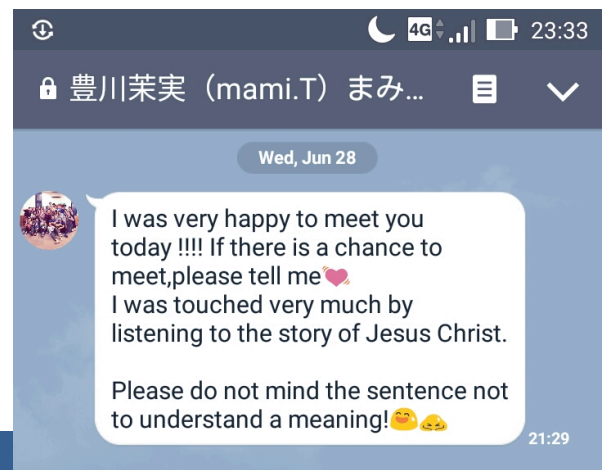 4G 23:33
豊川茉実（mami.T）まみ...
Wed, Jun 28
I was very happy to meet you
today !!!! If there is a chance to
meet,please tell me💓
I was touched very much by
listening to the story of Jesus Christ.
Please do not mind the sentence not
to understand a meaning!😄🙇
21:29